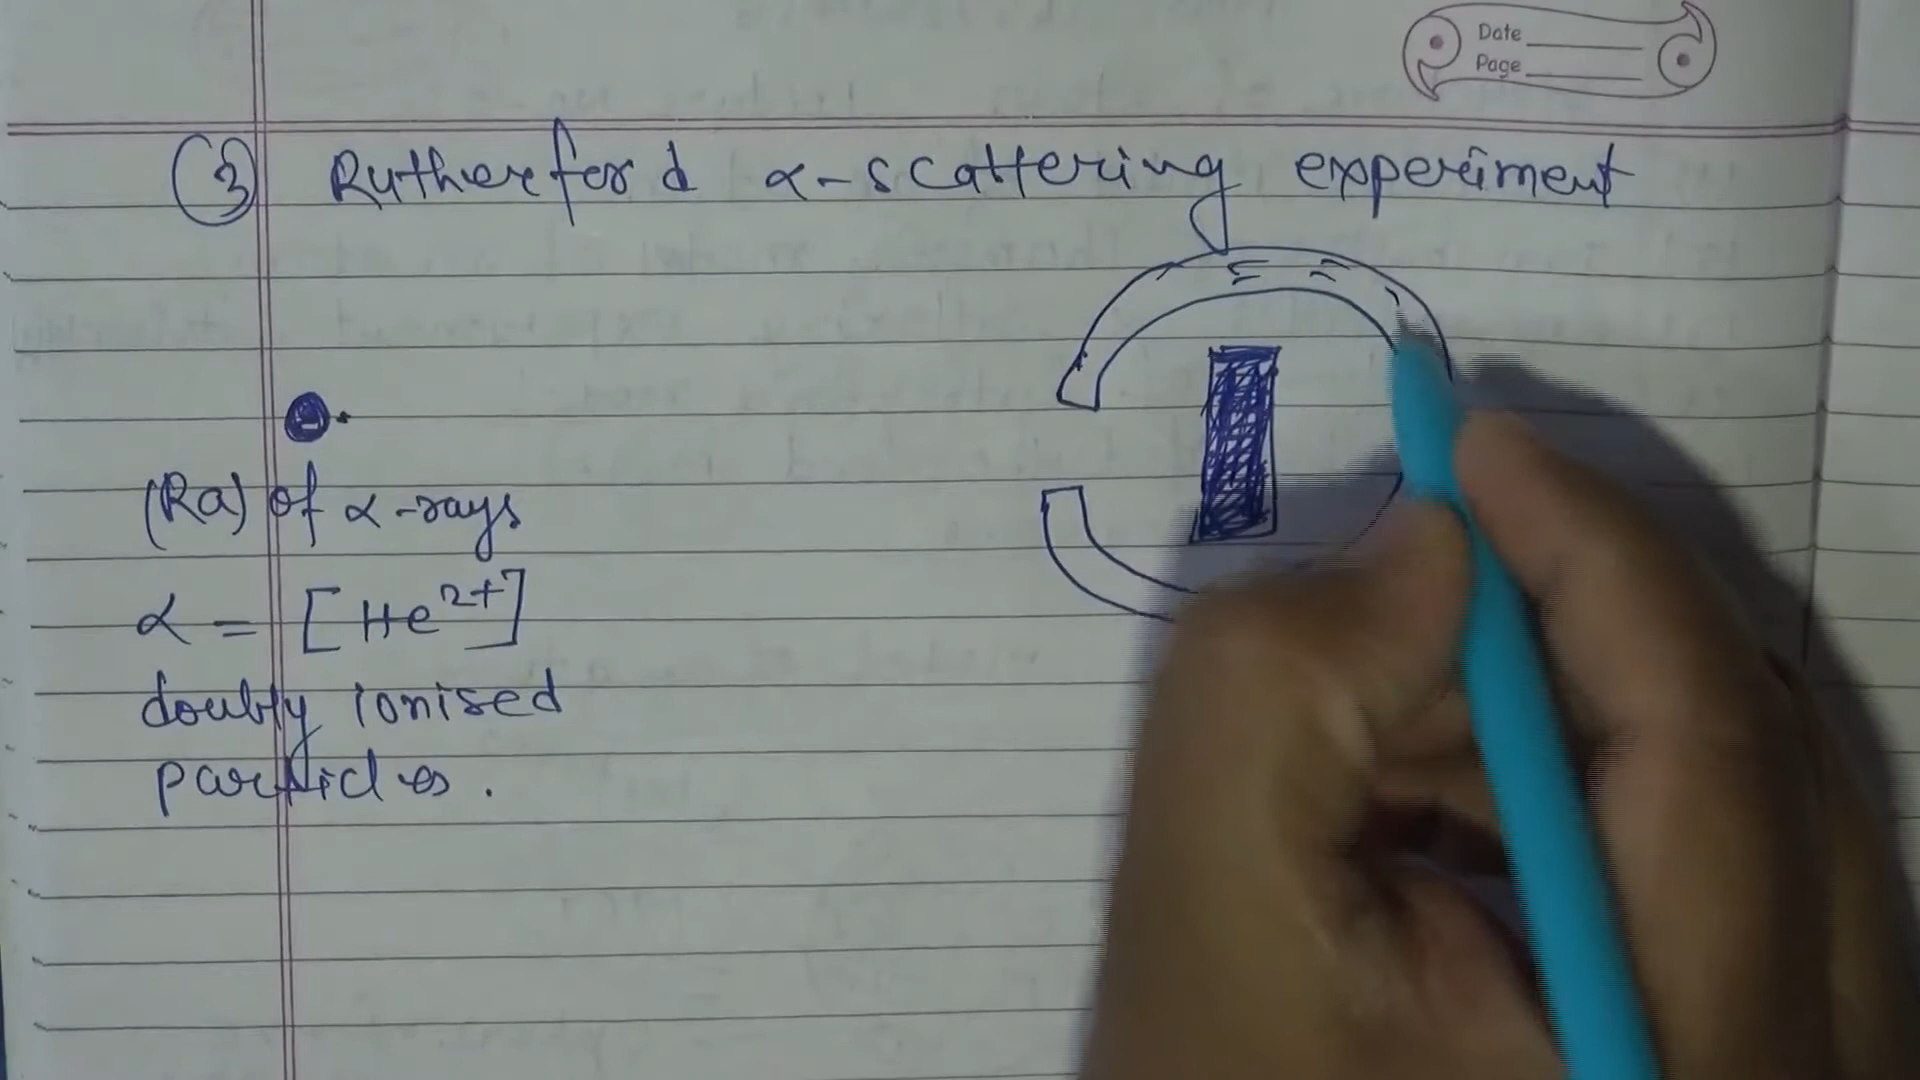 Date
Page
(3) Rutherford α-scattering experiment
(Ra) of α-rays
α = [He²⁺]
doubly ionised
particles.